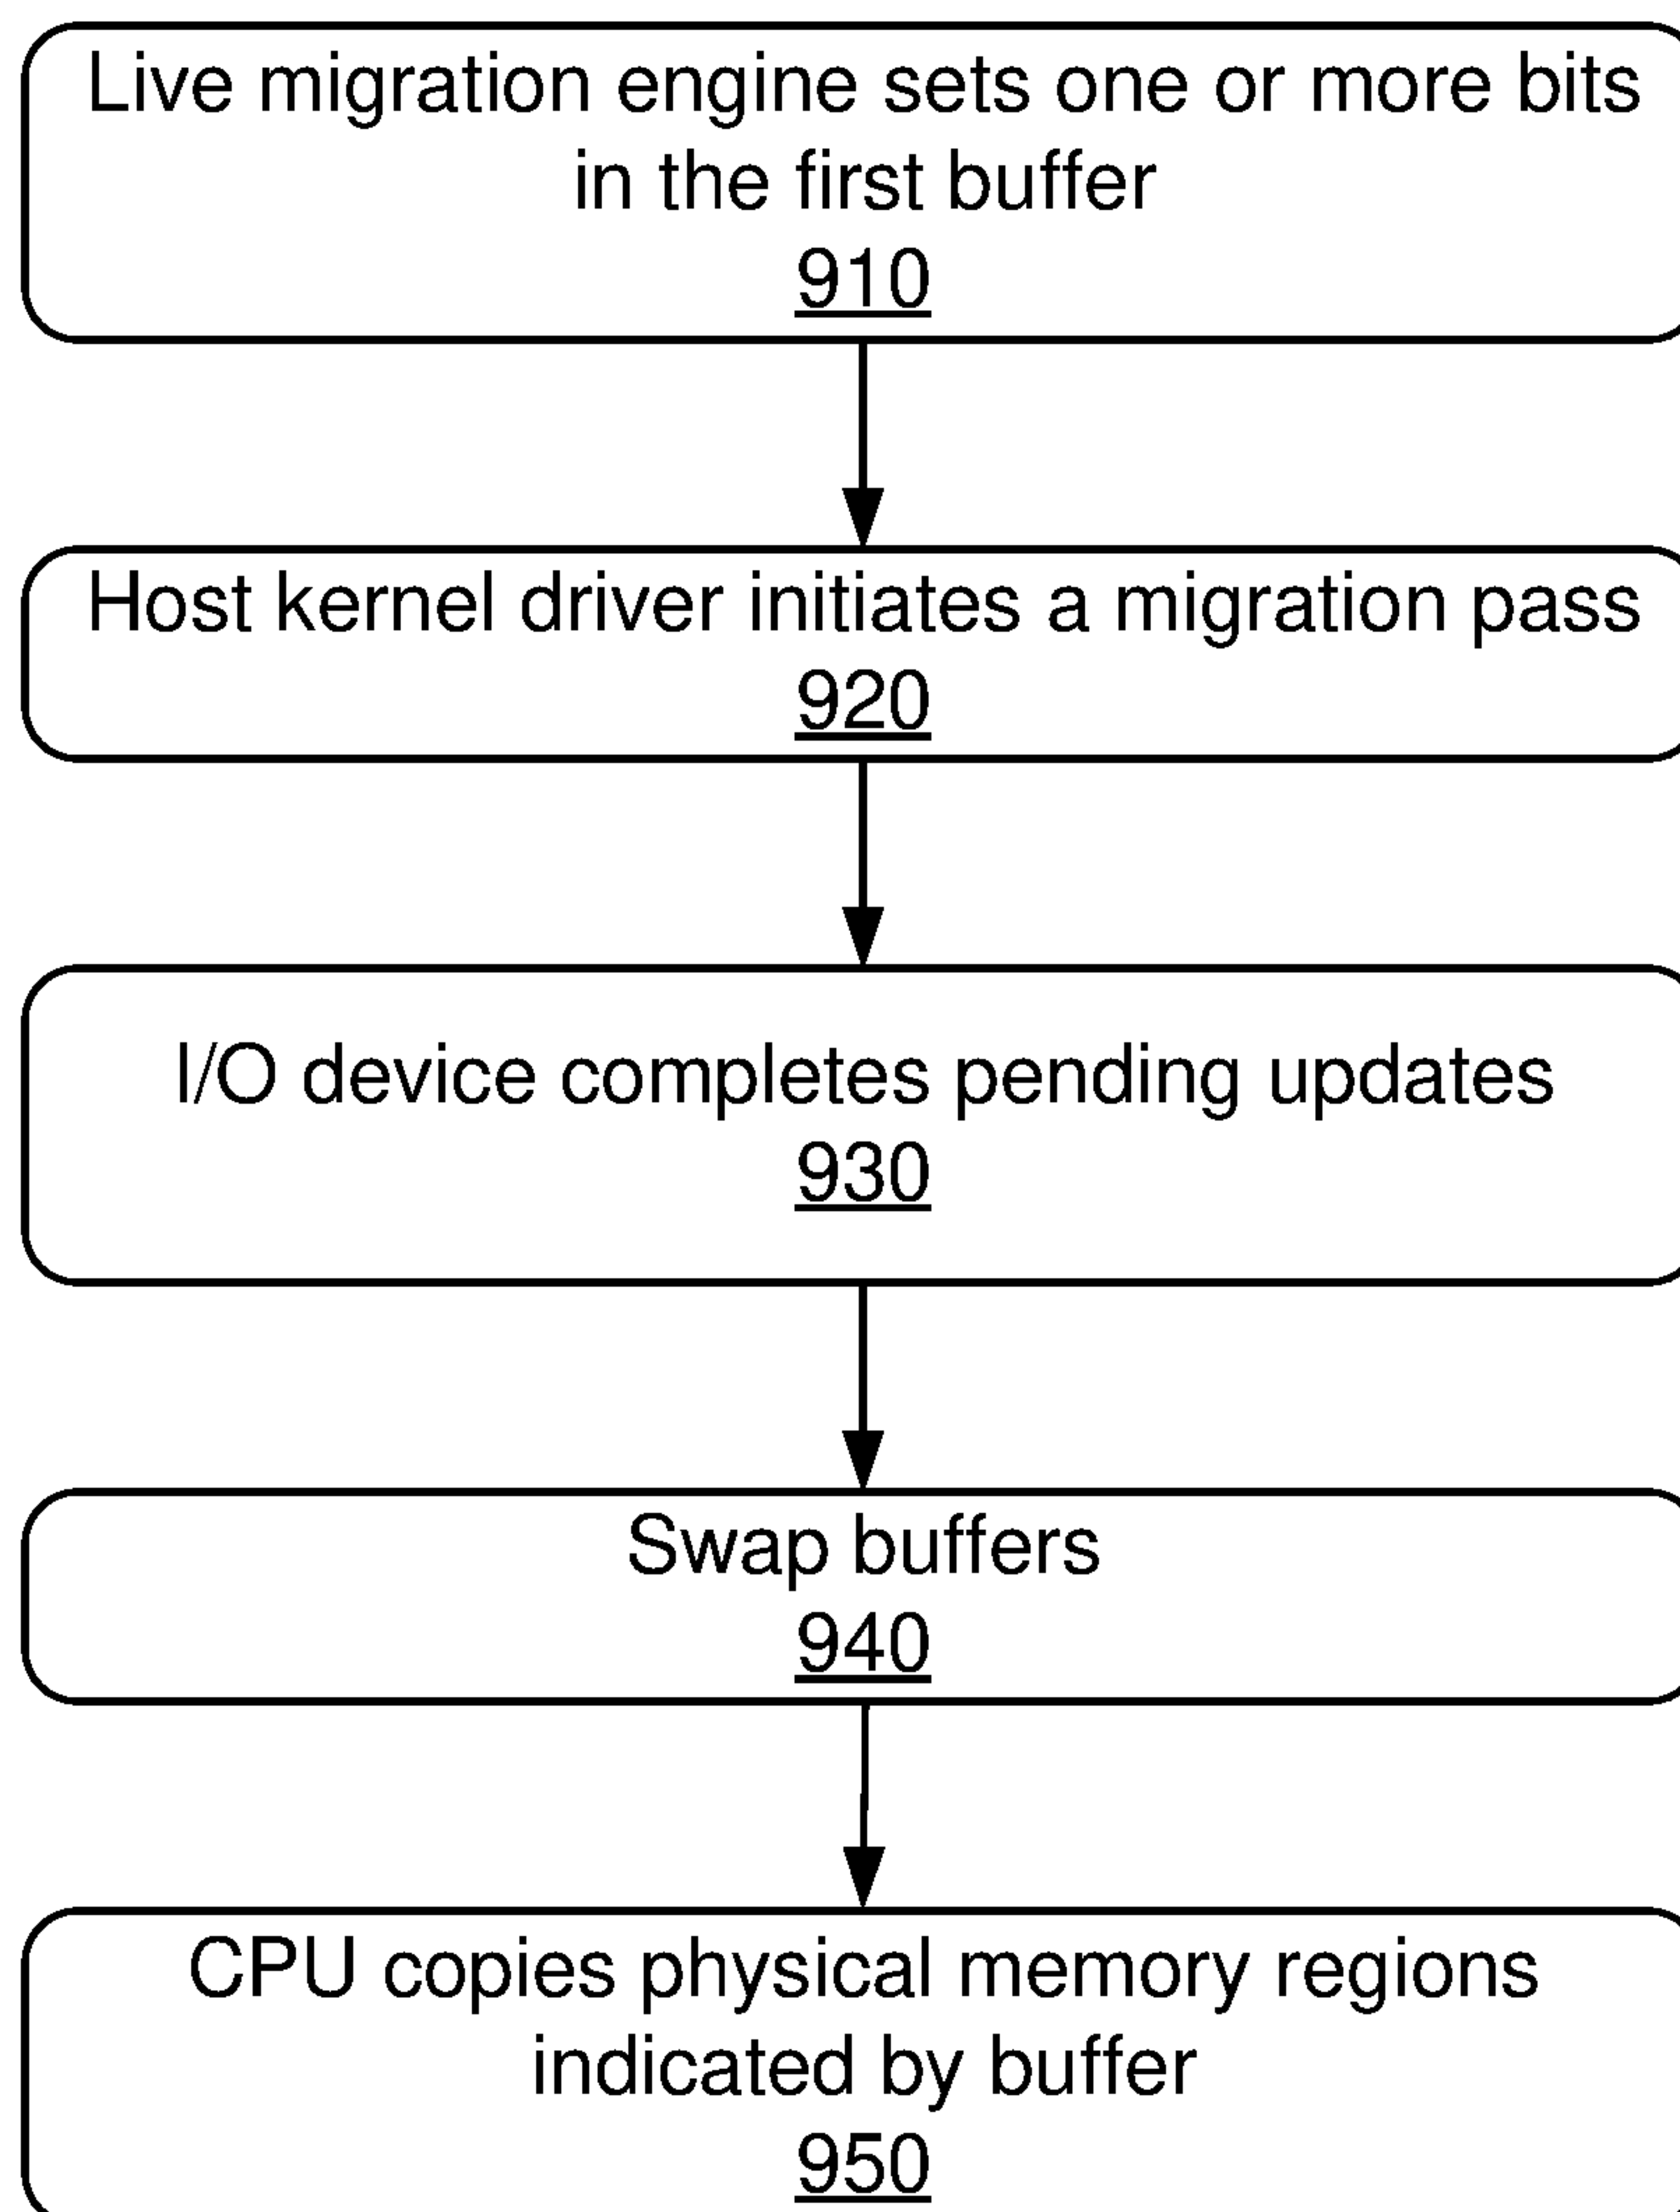 Live migration engine sets one or more bits
in the first buffer
910
Host kernel driver initiates a migration pass
920
I/O device completes pending updates
930
Swap buffers
940
CPU copies physical memory regions
indicated by buffer
950